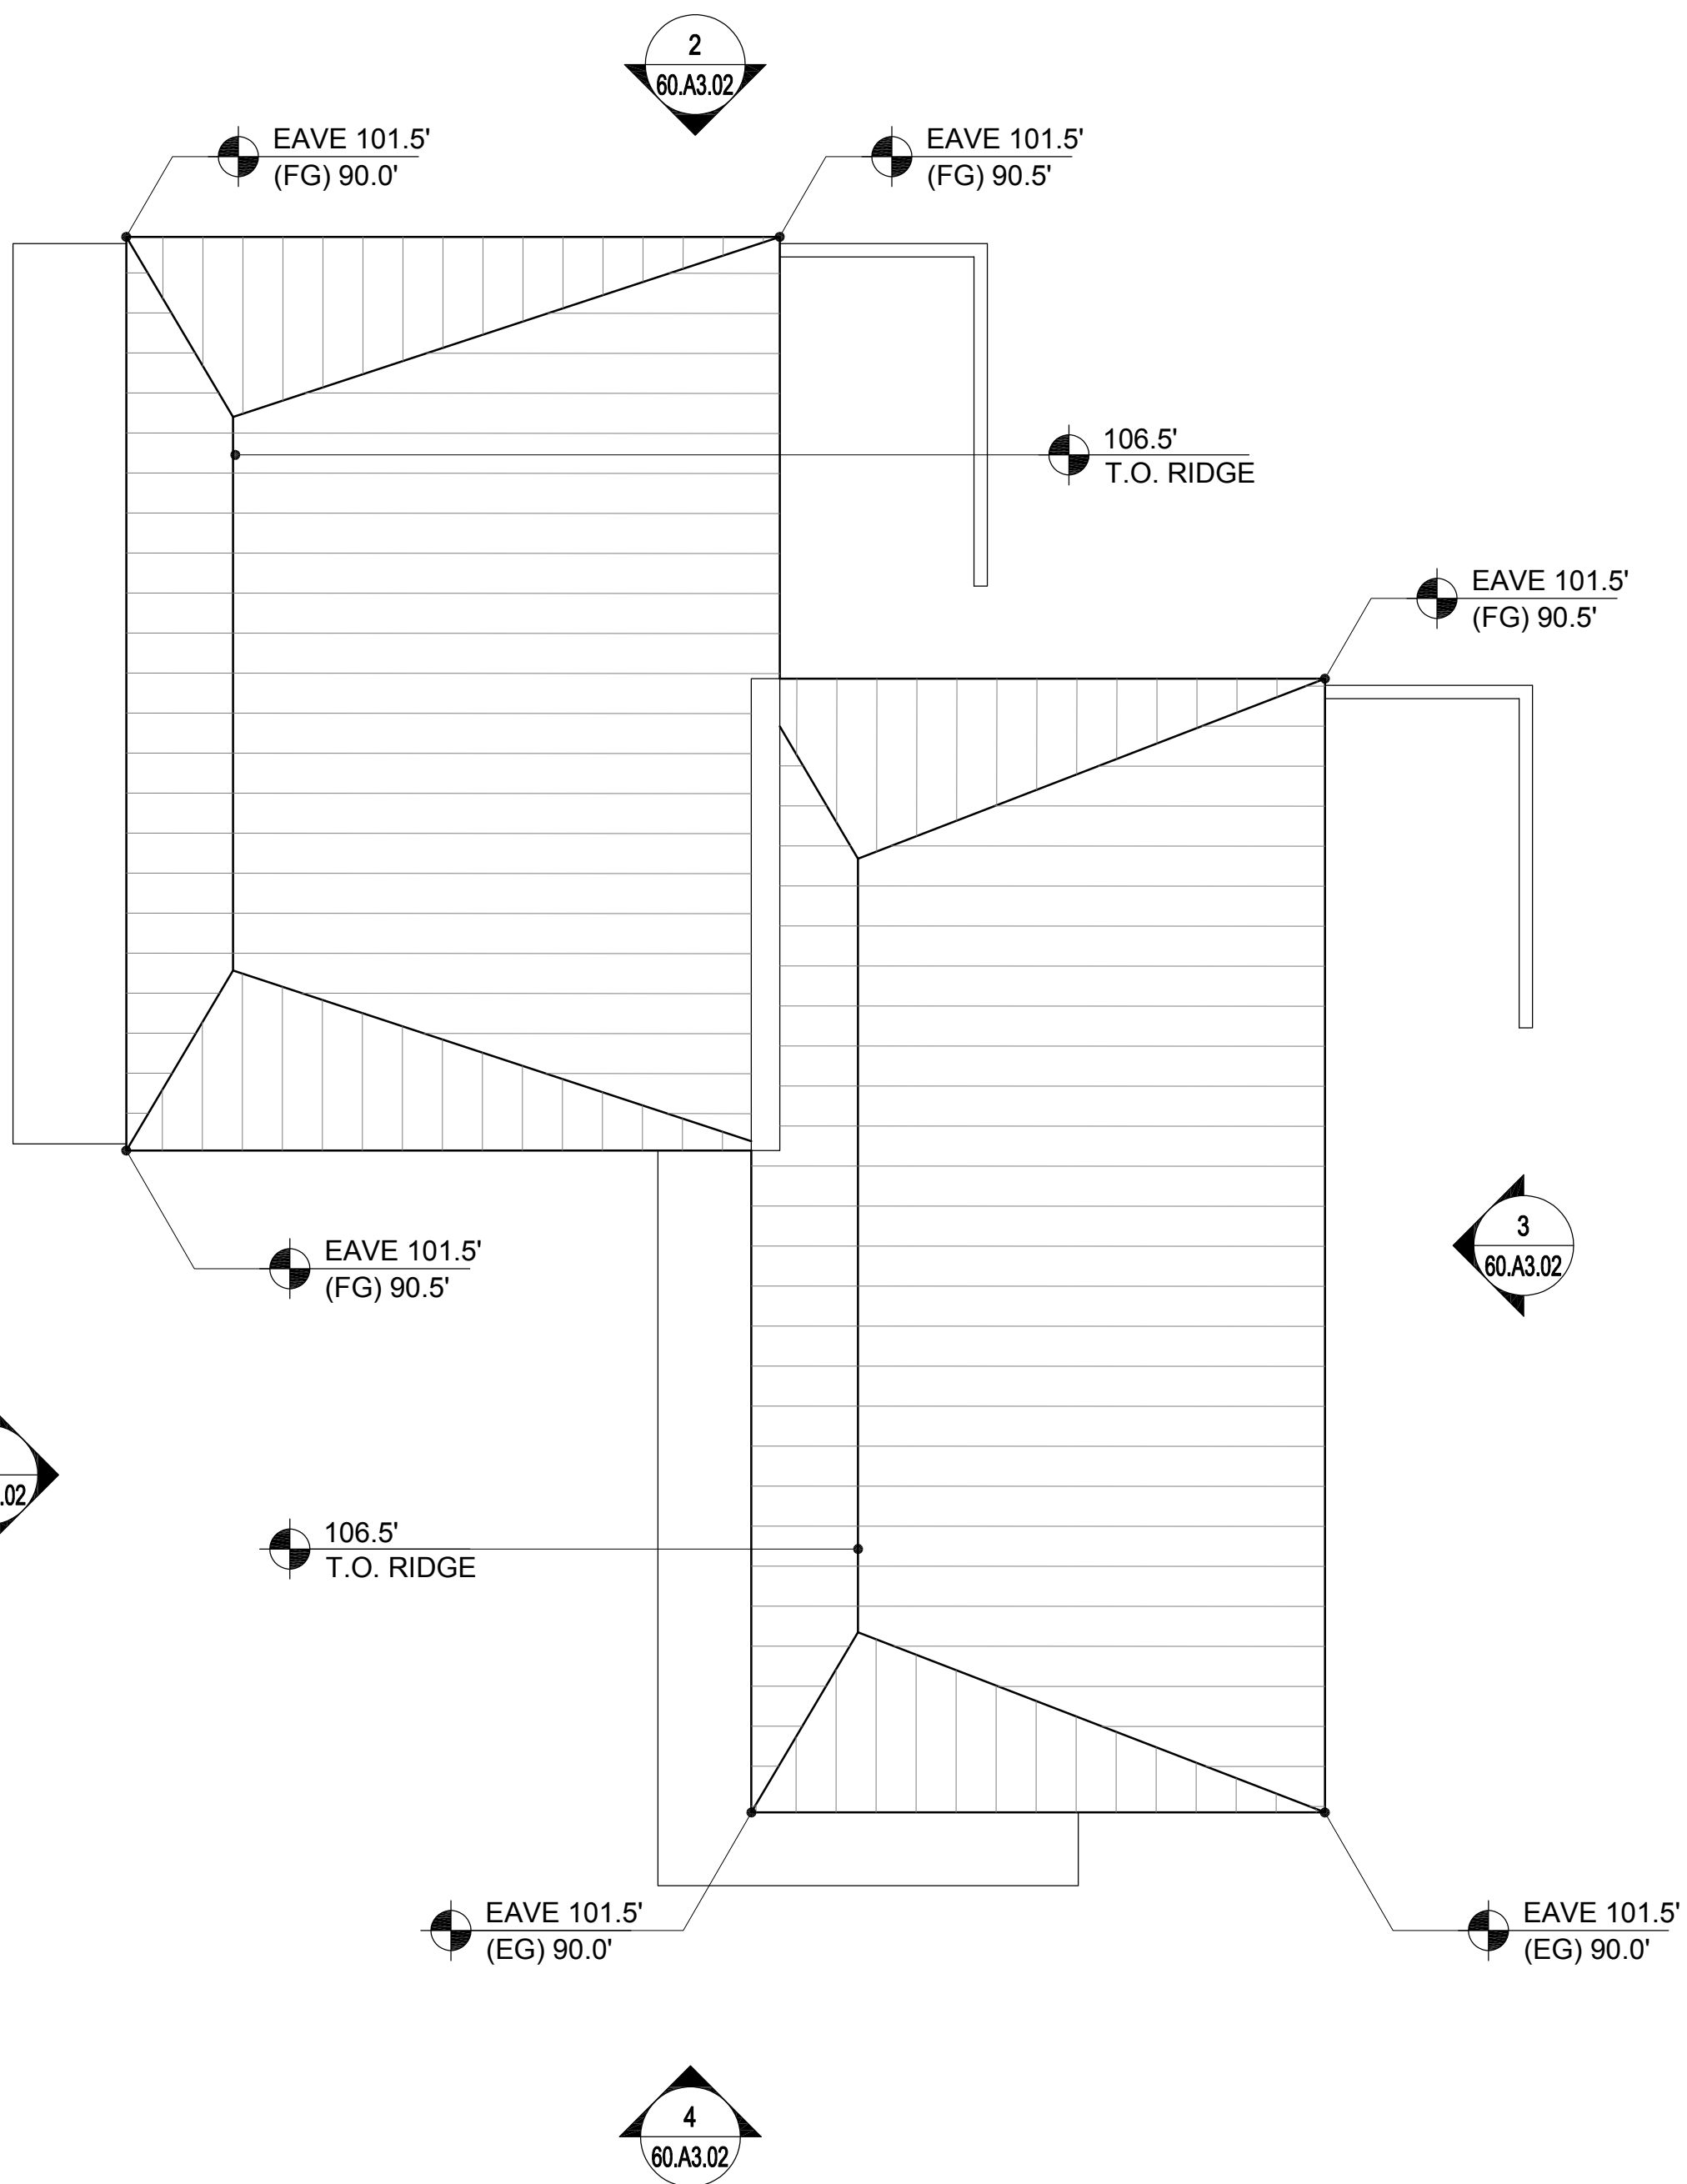 2
60.A3.02
EAVE 101.5'
(FG) 90.0'
EAVE 101.5'
(FG) 90.5'
106.5'
T.O. RIDGE
EAVE 101.5'
(FG) 90.5'
3
60.A3.02
EAVE 101.5'
(FG) 90.5'
.02
106.5'
T.O. RIDGE
EAVE 101.5'
(EG) 90.0'
EAVE 101.5'
(EG) 90.0'
4
60.A3.02